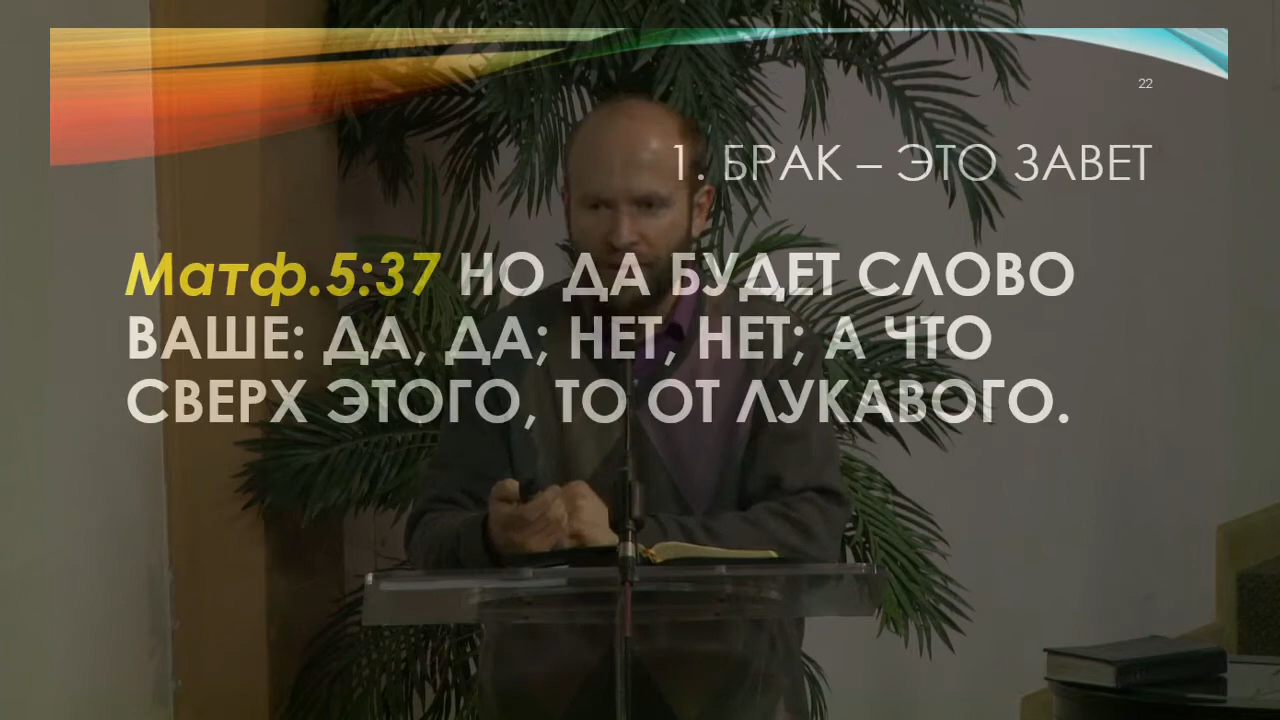 22
1. БРАК – ЭТО ЗАВЕТ
Матф.5:37 НО ДА БУДЕТ СЛОВО
ВАШЕ: ДА, ДА; НЕТ, НЕТ; А ЧТО
СВЕРХ ЭТОГО, ТО ОТ ЛУКАВОГО.